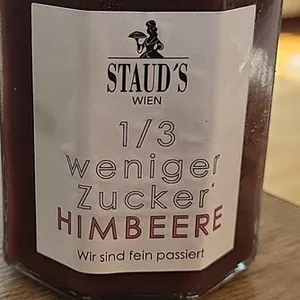 STAUD'S
WIEN
1/3
weniger
Zucker*
HIMBEERE
Wir sind fein passiert